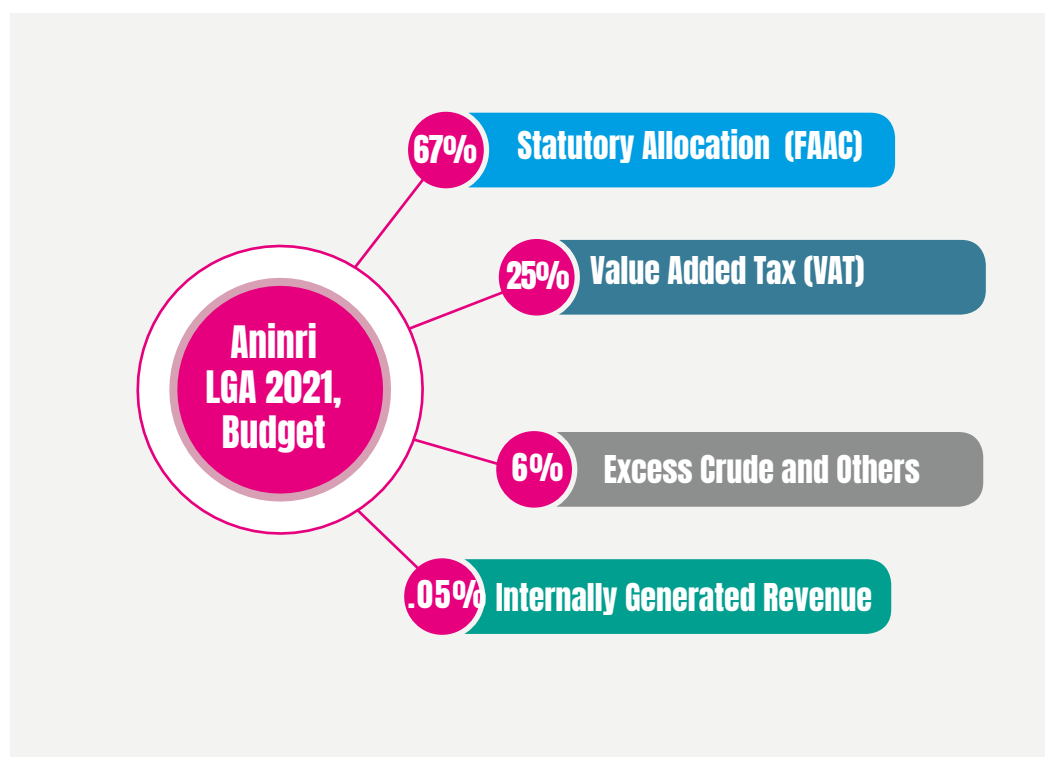 67%
Statutory Allocation (FAAC)
25%
Value Added Tax (VAT)
Aninri
LGA 2021,
Budget
6%
Excess Crude and Others
.05%
Internally Generated Revenue